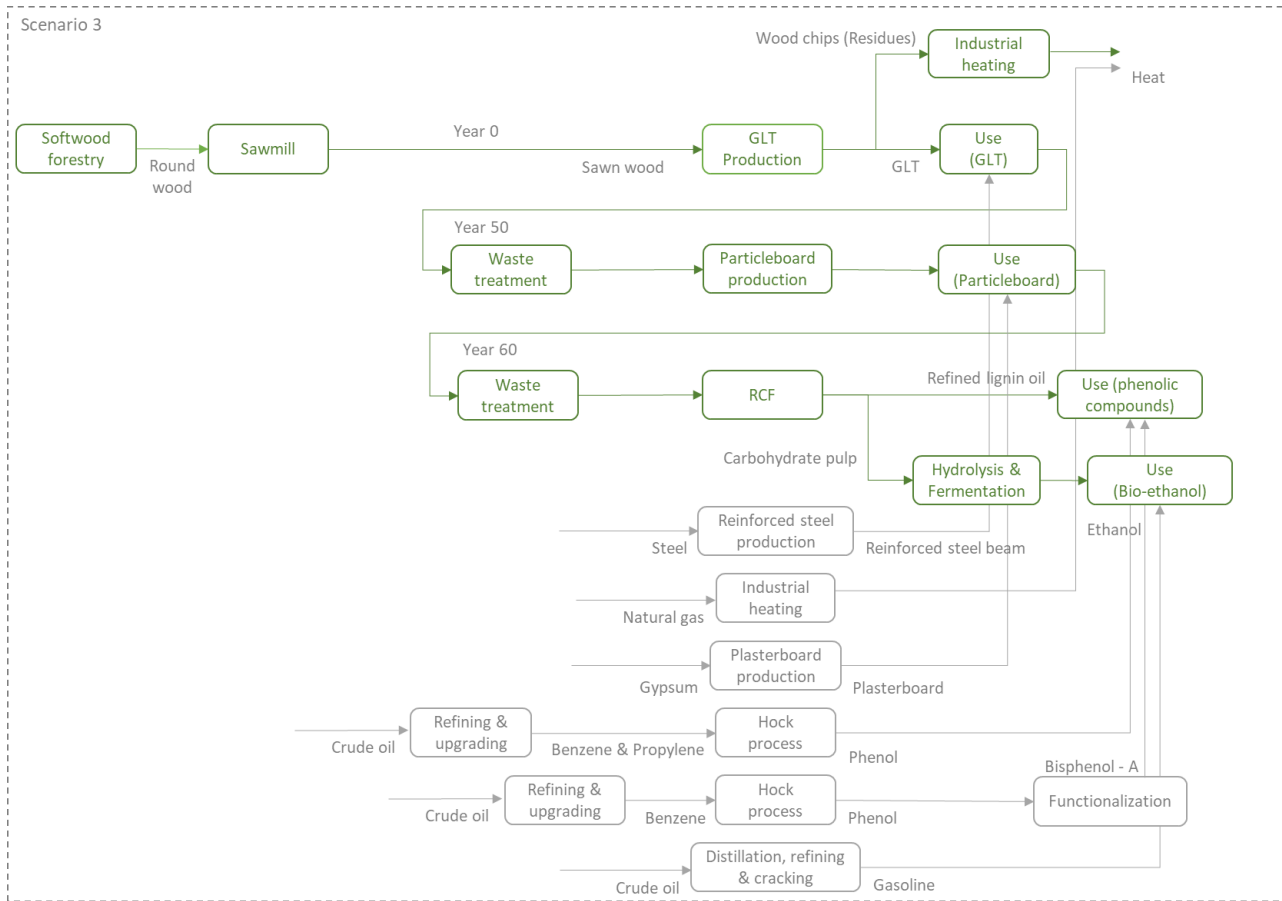 Scenario 3
Wood chips (Residues)
Industrial
heating
Heat
Softwood
forestry
Round
wood
Sawmill
Year 0
Sawn wood
GLT
Production
GLT
Use
(GLT)
Year 50
Waste
treatment
Particleboard
production
Use
(Particleboard)
Year 60
Waste
treatment
RCF
Refined lignin oil
Use (phenolic
compounds)
Carbohydrate pulp
Hydrolysis &
Fermentation
Use
(Bio-ethanol)
Ethanol
Steel
Reinforced steel
production
Reinforced steel beam
Natural gas
Industrial
heating
Gypsum
Plasterboard
production
Plasterboard
Crude oil
Refining &
upgrading
Benzene & Propylene
Hock
process
Phenol
Bisphenol - A
Crude oil
Refining &
upgrading
Benzene
Hock
process
Phenol
Functionalization
Crude oil
Distillation, refining
& cracking
Gasoline